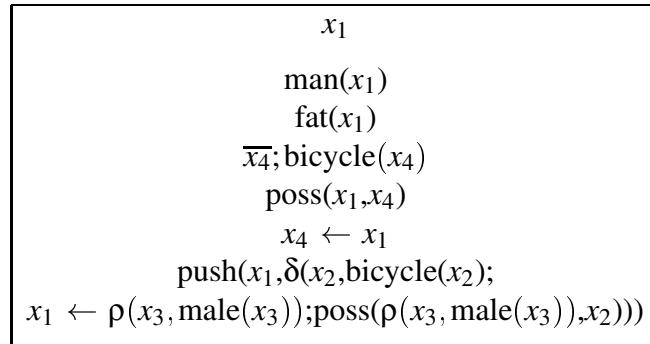 x₁
man(x₁)
fat(x₁)
x̅₄;bicycle(x₄)
poss(x₁,x₄)
x₄ ← x₁
push(x₁,δ(x₂,bicycle(x₂);
x₁ ← ρ(x₃,male(x₃));poss(ρ(x₃,male(x₃)),x₂)))